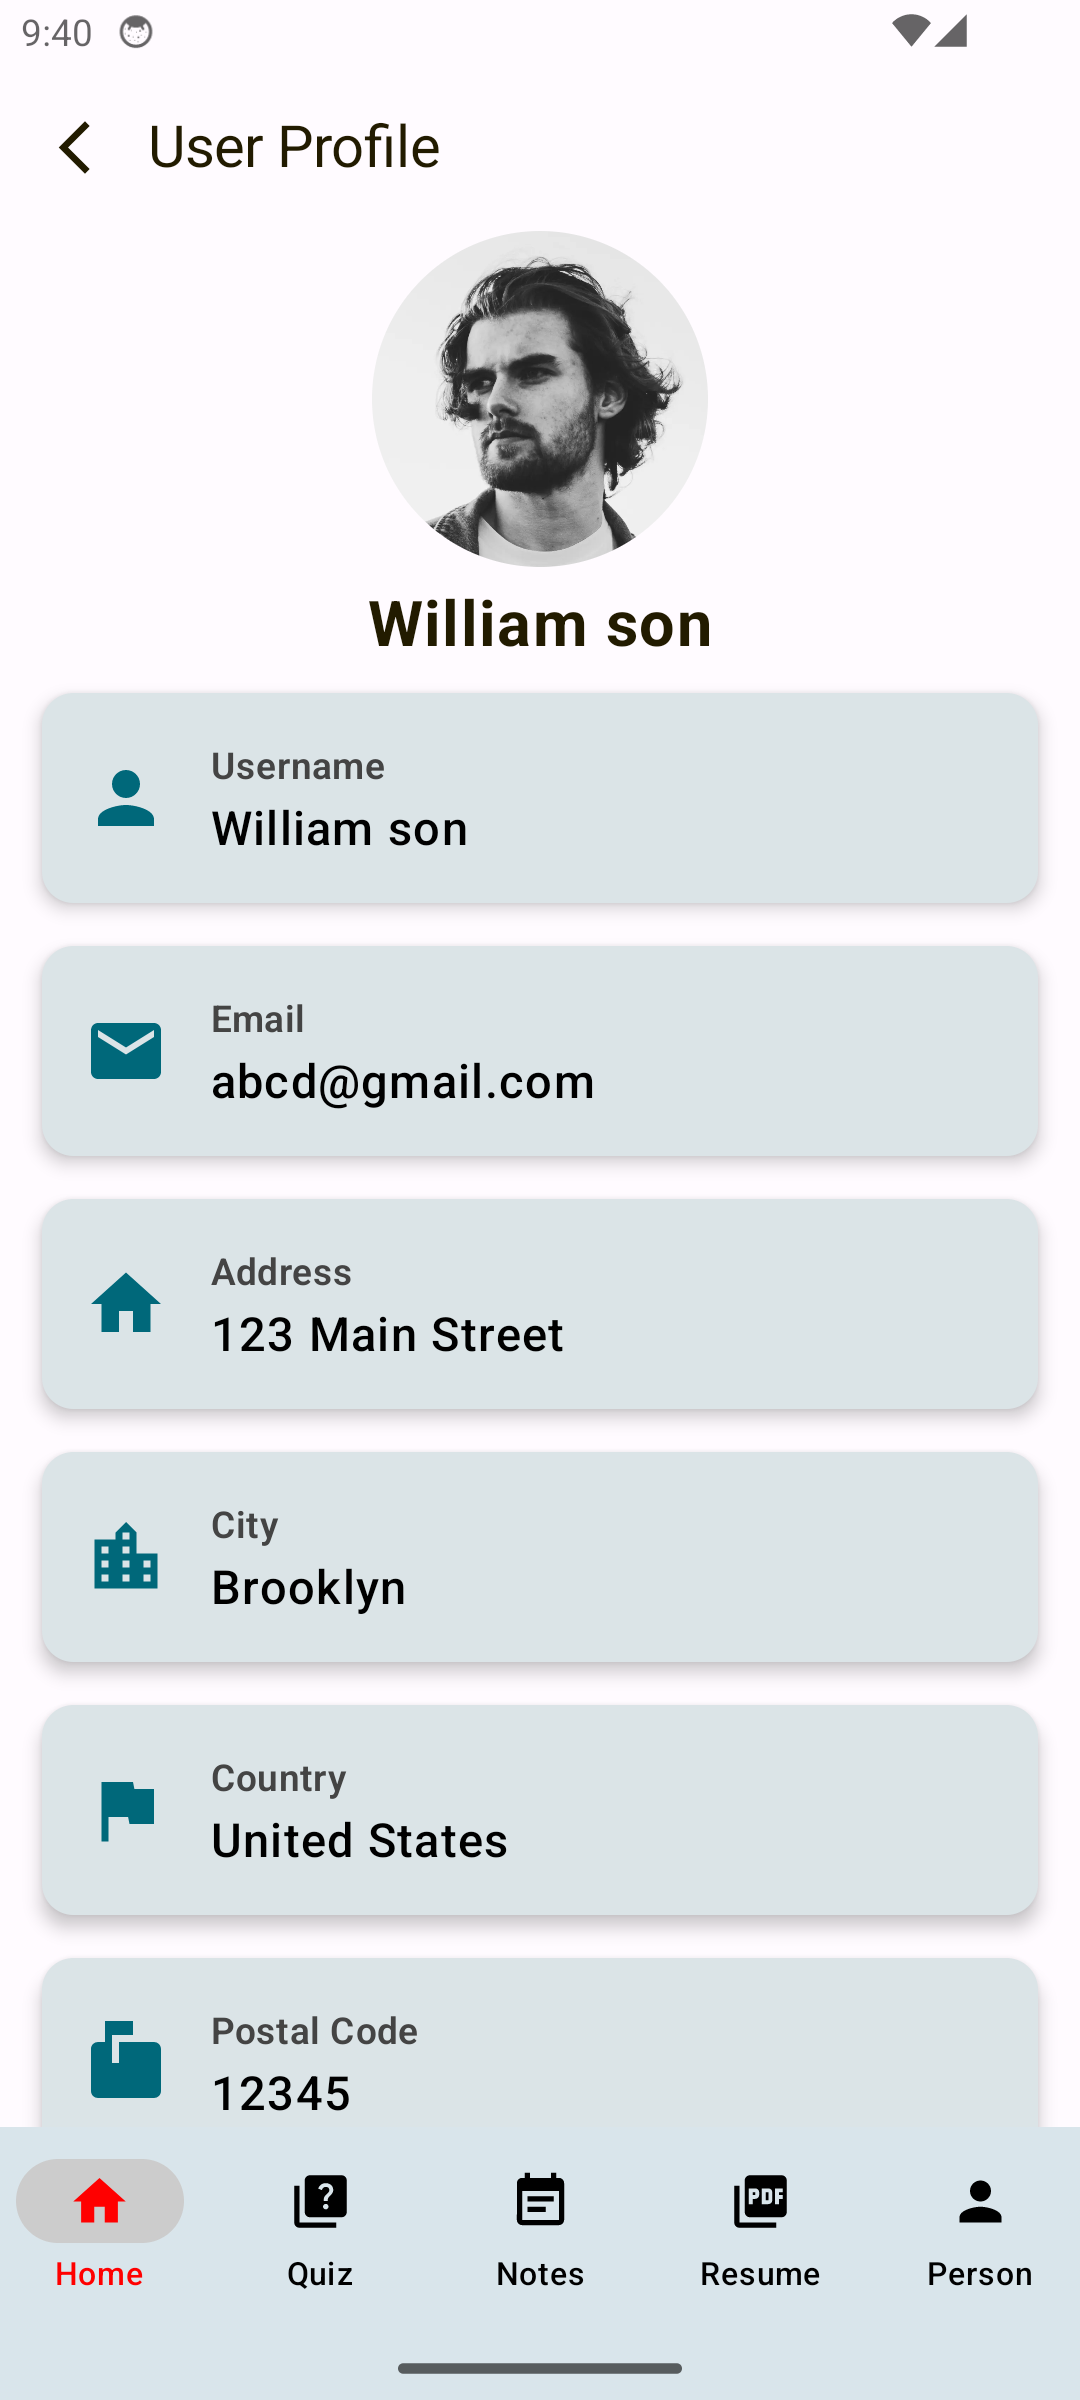 9:40
User Profile
William son
Username
William son
Email
abcd@gmail.com
Address
123 Main Street
City
Brooklyn
Country
United States
Postal Code
12345
?
PDF
Home
Quiz
Notes
Resume
Person